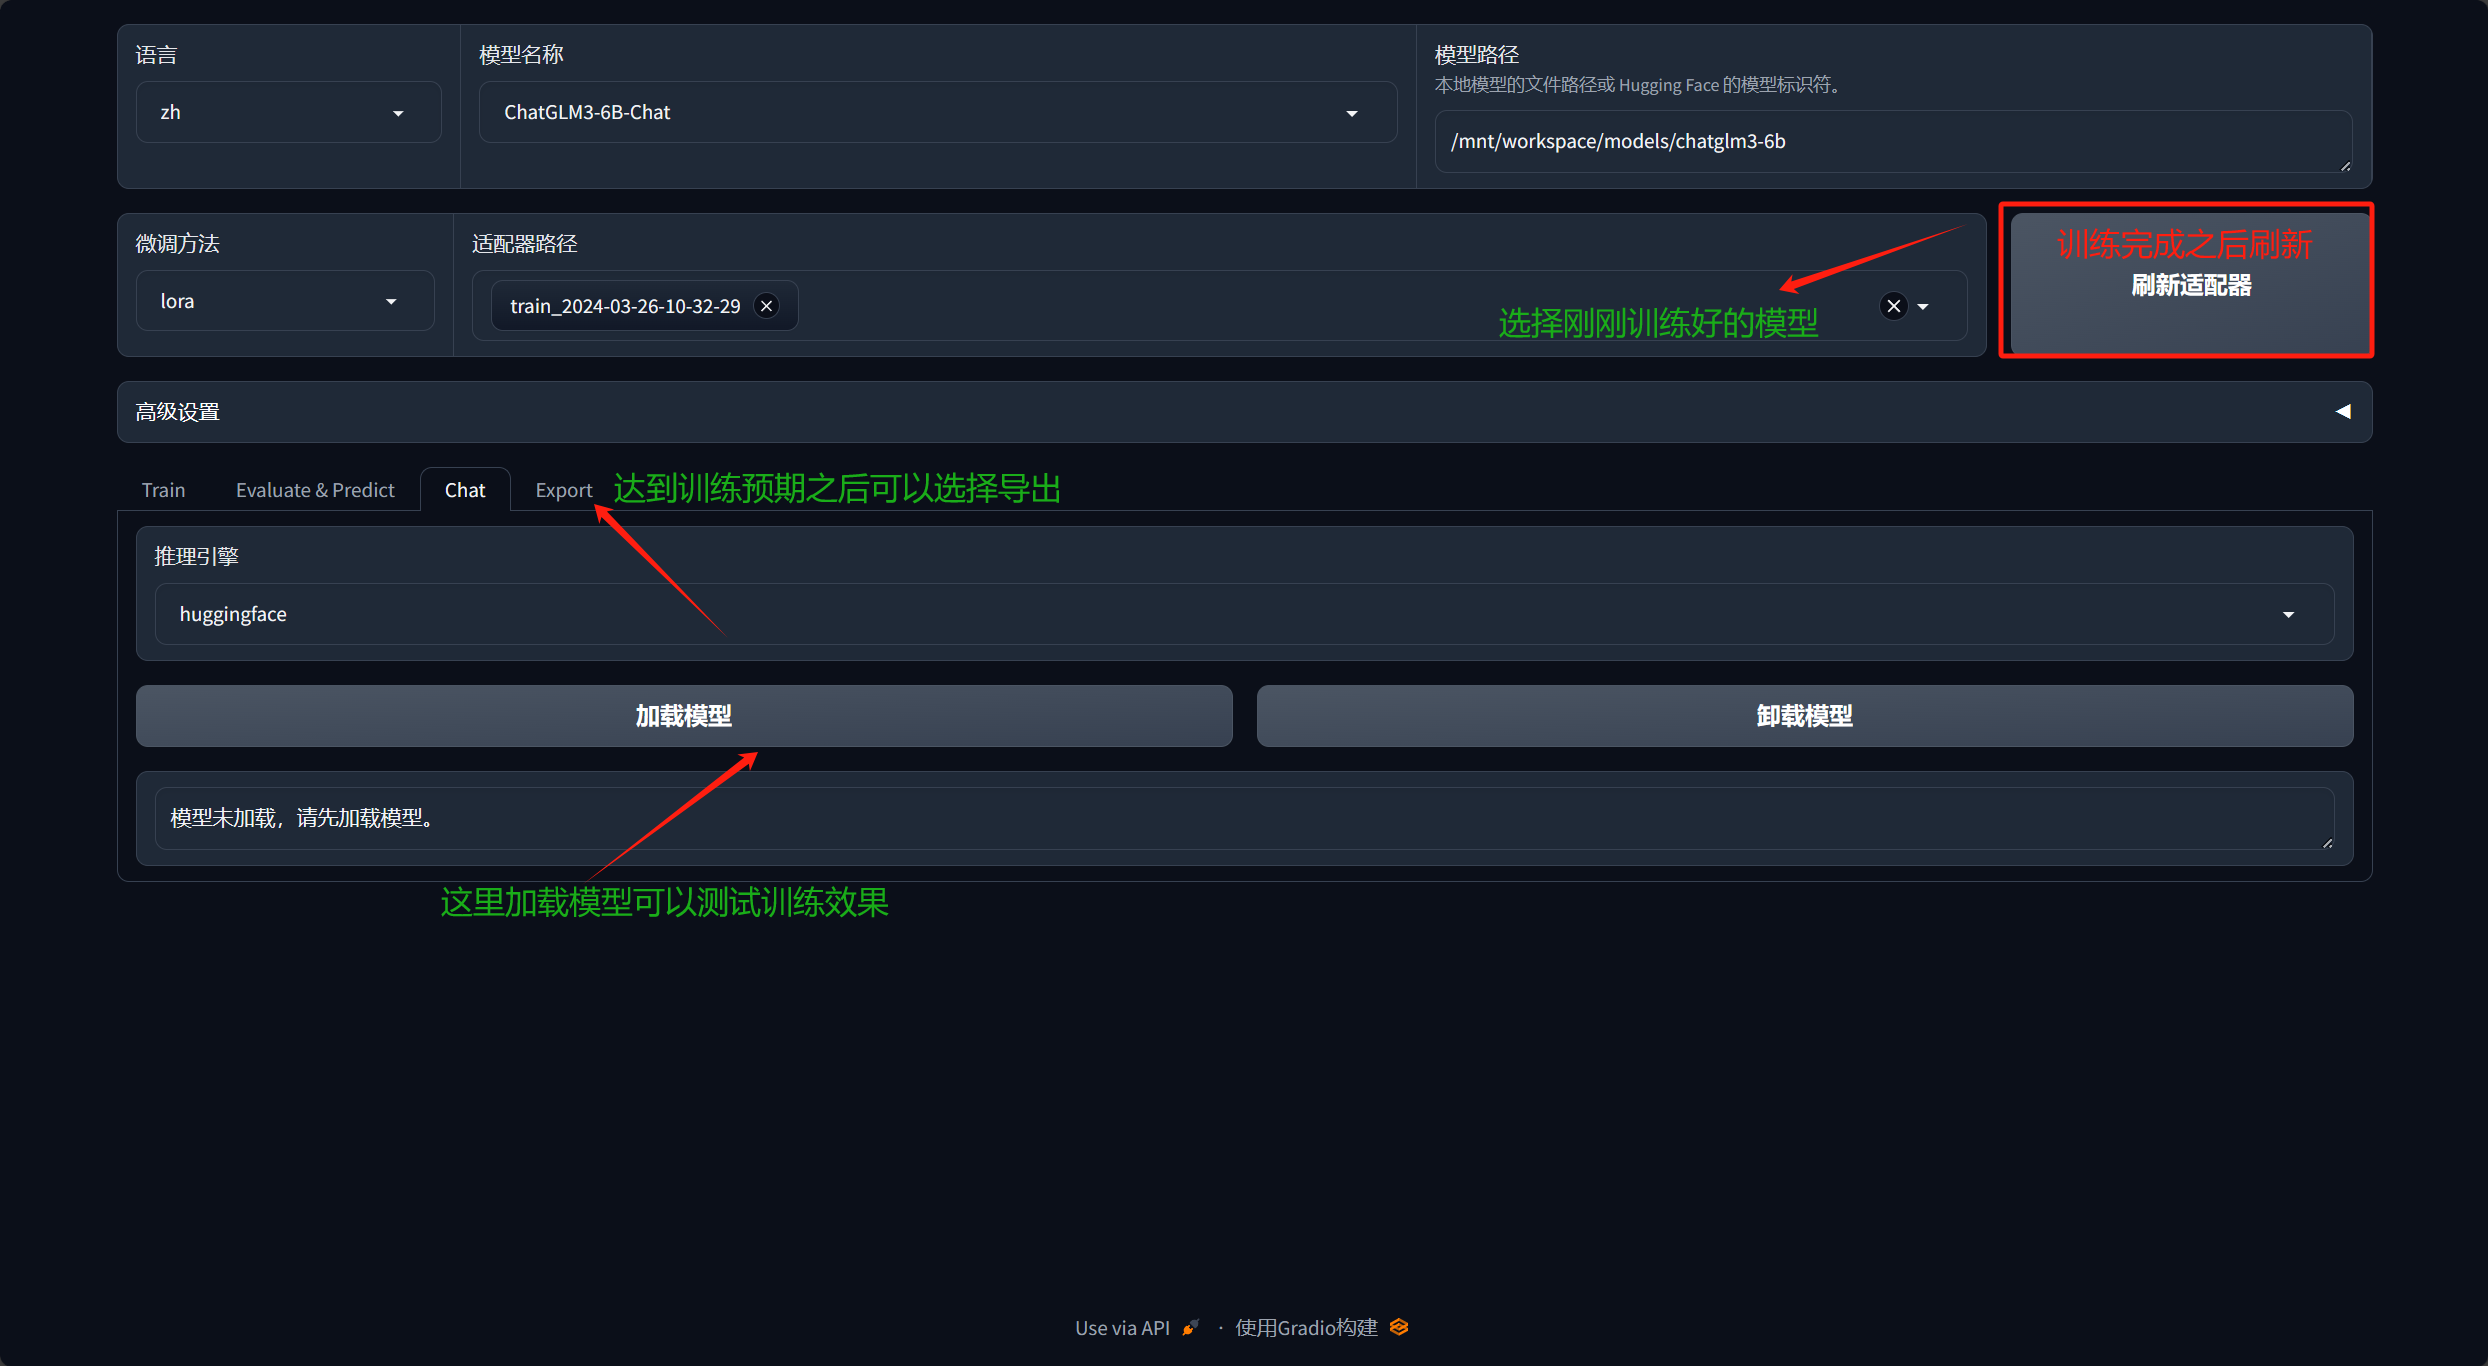 语言
zh
模型名称
ChatGLM3-6B-Chat
模型路径
本地模型的文件路径或 Hugging Face 的模型标识符。
/mnt/workspace/models/chatglm3-6b
微调方法
lora
适配器路径
train_2024-03-26-10-32-29
选择刚刚训练好的模型
训练完成之后刷新
刷新适配器
高级设置
Train
Evaluate & Predict
Chat
Export
达到训练预期之后可以选择导出
推理引擎
huggingface
加载模型
卸载模型
模型未加载，请先加载模型。
这里加载模型可以测试训练效果
Use via API · 使用Gradio构建